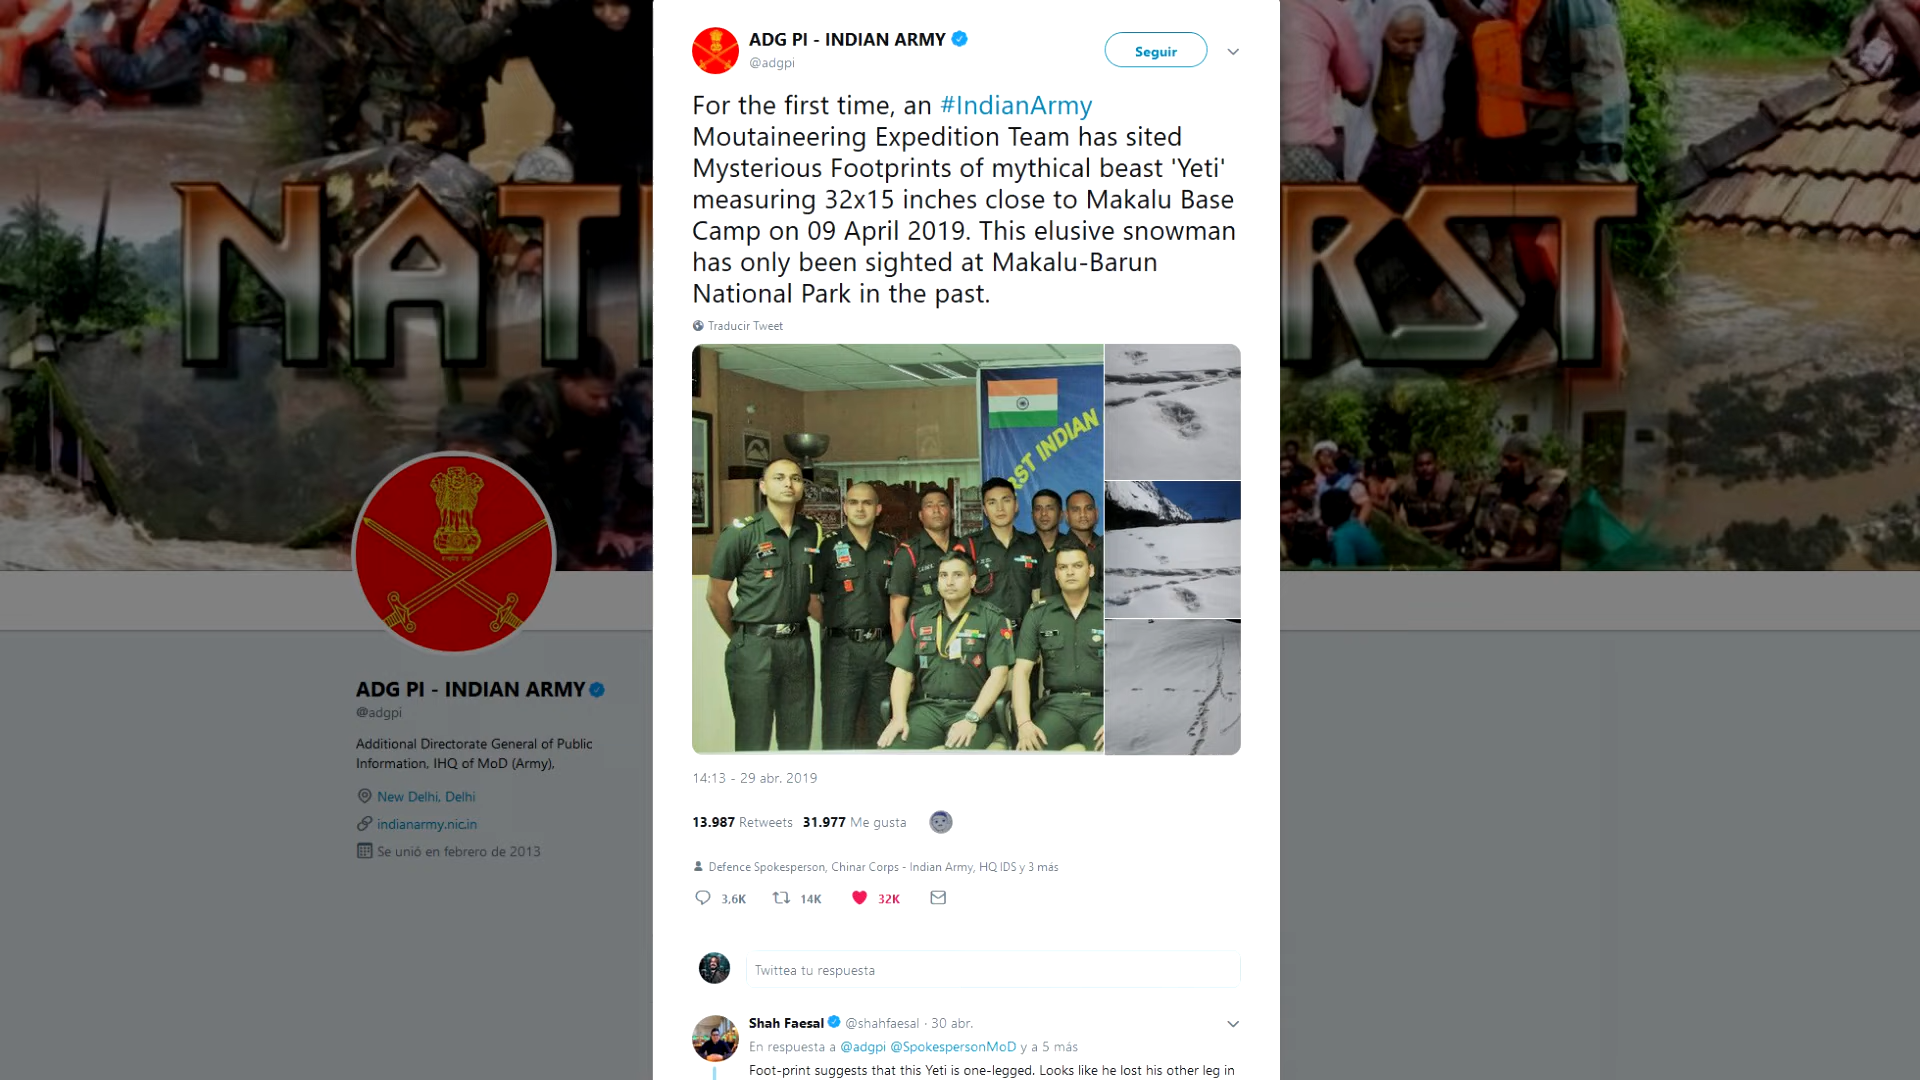 ADG PI - INDIAN ARMY
@adgpi
Seguir
For the first time, an #IndianArmy
Moutaineering Expedition Team has sited
Mysterious Footprints of mythical beast 'Yeti'
measuring 32x15 inches close to Makalu Base
Camp on 09 April 2019. This elusive snowman
has only been sighted at Makalu-Barun
National Park in the past.
Traducir Tweet
RST INDIAN
14:13 - 29 abr. 2019
13.987 Retweets 31.977 Me gusta
Defence Spokesperson, Chinar Corps - Indian Army, HQ IDS y 3 más
3,6K 14K 32K
Twittea tu respuesta
Shah Faesal @shahfaesal · 30 abr.
En respuesta a @adgpi @SpokespersonMoD y a 5 más
Foot-print suggests that this Yeti is one-legged. Looks like he lost his other leg in
NAT
RST
ADG PI - INDIAN ARMY
@adgpi
Additional Directorate General of Public
Information, IHQ of MoD (Army),
New Delhi, Delhi
indianarmy.nic.in
Se unió en febrero de 2013